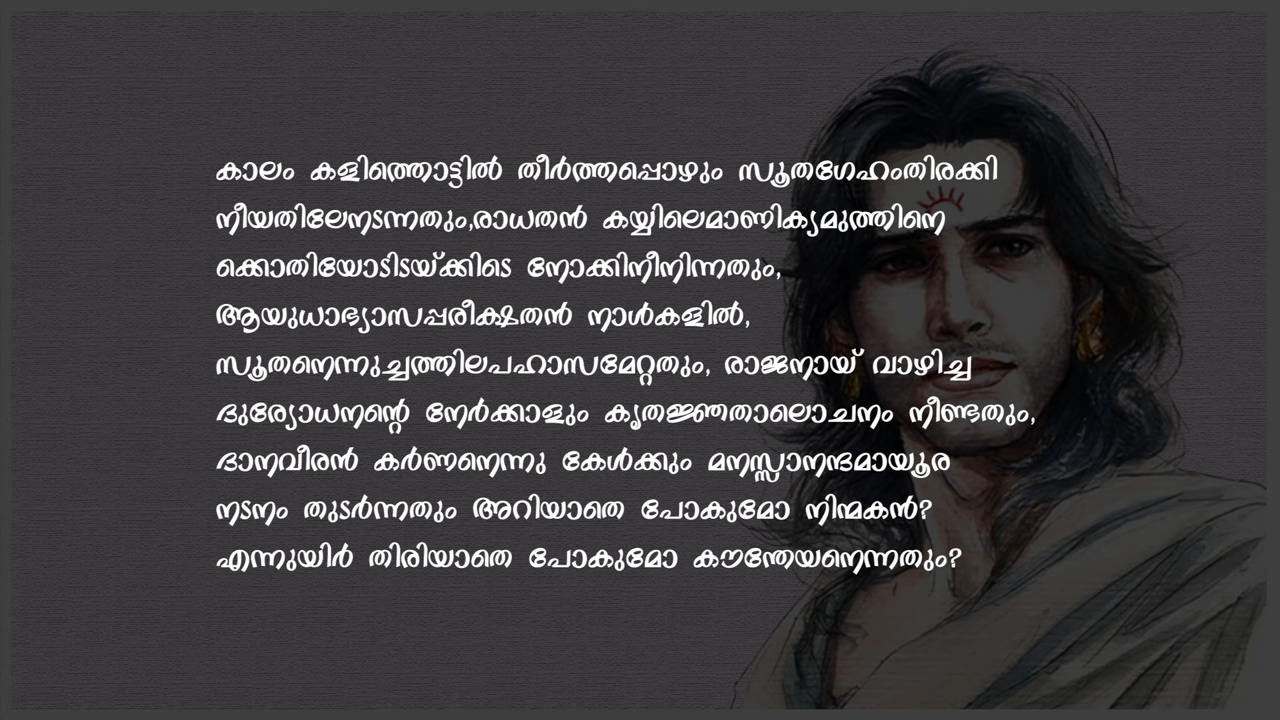 കാലം കളിത്തൊട്ടിൽ തീർത്തപ്പൊഴും സൂതഗേഹംതിരക്കി
നീയതിലേനടന്നതും,രാധതൻ കയ്യിലെമാണിക്യമുത്തിനെ
ക്കൊതിയോടിടയ്ക്കിടെ നോക്കിനീനിന്നതും,
ആയുധാഭ്യാസപ്പരീക്ഷതൻ നാൾകളിൽ,
സൂതനെന്നുച്ചത്തിലപഹാസമേറ്റതും, രാജനായ് വാഴിച്ച
ദുര്യോധനന്റെ നേർക്കാളും കൃതജ്ഞതാലൊചനം നീണ്ടതും,
ദാനവീരൻ കർണനെന്നു കേൾക്കും മനസ്സാനന്ദമായൂര
നടനം തുടർന്നതും അറിയാതെ പോകുമോ നിന്മകൻ?
എന്നുയിർ തിരിയാതെ പോകുമോ കൗന്തേയനെന്നതും?